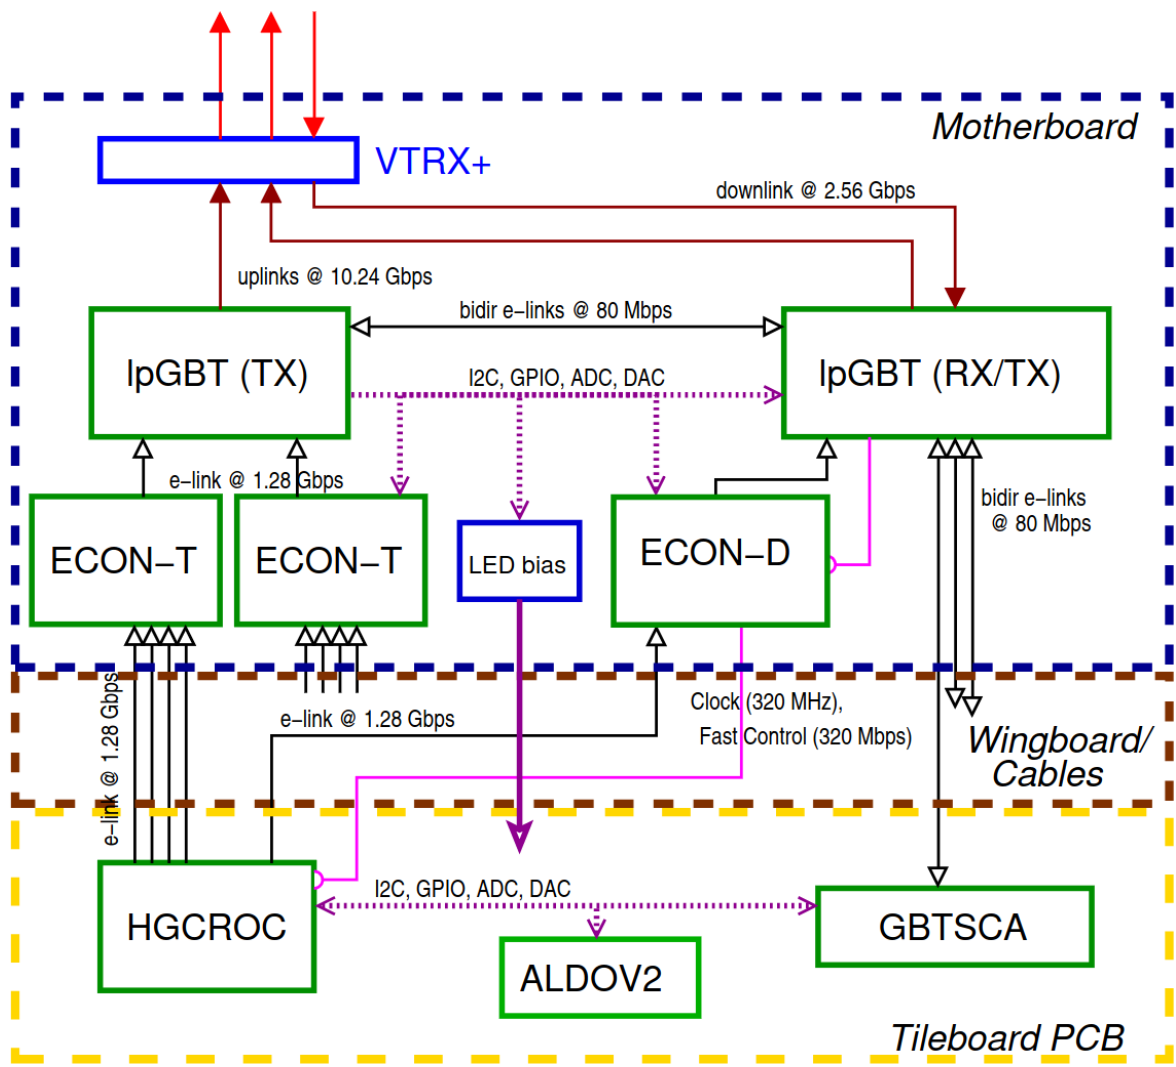 Motherboard
VTRX+
downlink @ 2.56 Gbps
uplinks @ 10.24 Gbps
bidir e−links @ 80 Mbps
lpGBT (TX)
lpGBT (RX/TX)
I2C, GPIO, ADC, DAC
e−link @ 1.28 Gbps
bidir e−links
@ 80 Mbps
ECON−T
ECON−T
LED bias
ECON−D
e−link @ 1.28 Gbps
e−link @ 1.28 Gbps
Clock (320 MHz),
Fast Control (320 Mbps)
Wingboard/
Cables
I2C, GPIO, ADC, DAC
HGCROC
GBTSCA
ALDOV2
Tileboard PCB